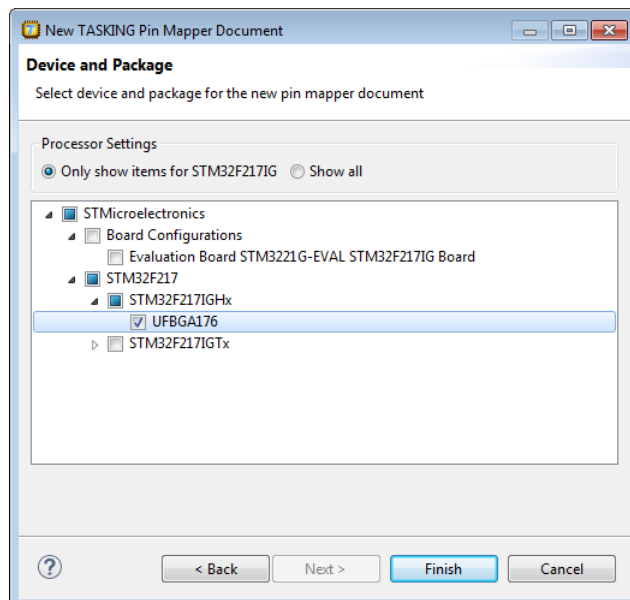 New TASKING Pin Mapper Document
Device and Package
Select device and package for the new pin mapper document
Processor Settings
Only show items for STM32F217IG Show all
STMicroelectronics
Board Configurations
Evaluation Board STM3221G-EVAL STM32F217IG Board
STM32F217
STM32F217IGHx
UFBGA176
STM32F217IGTx
? < Back Next > Finish Cancel